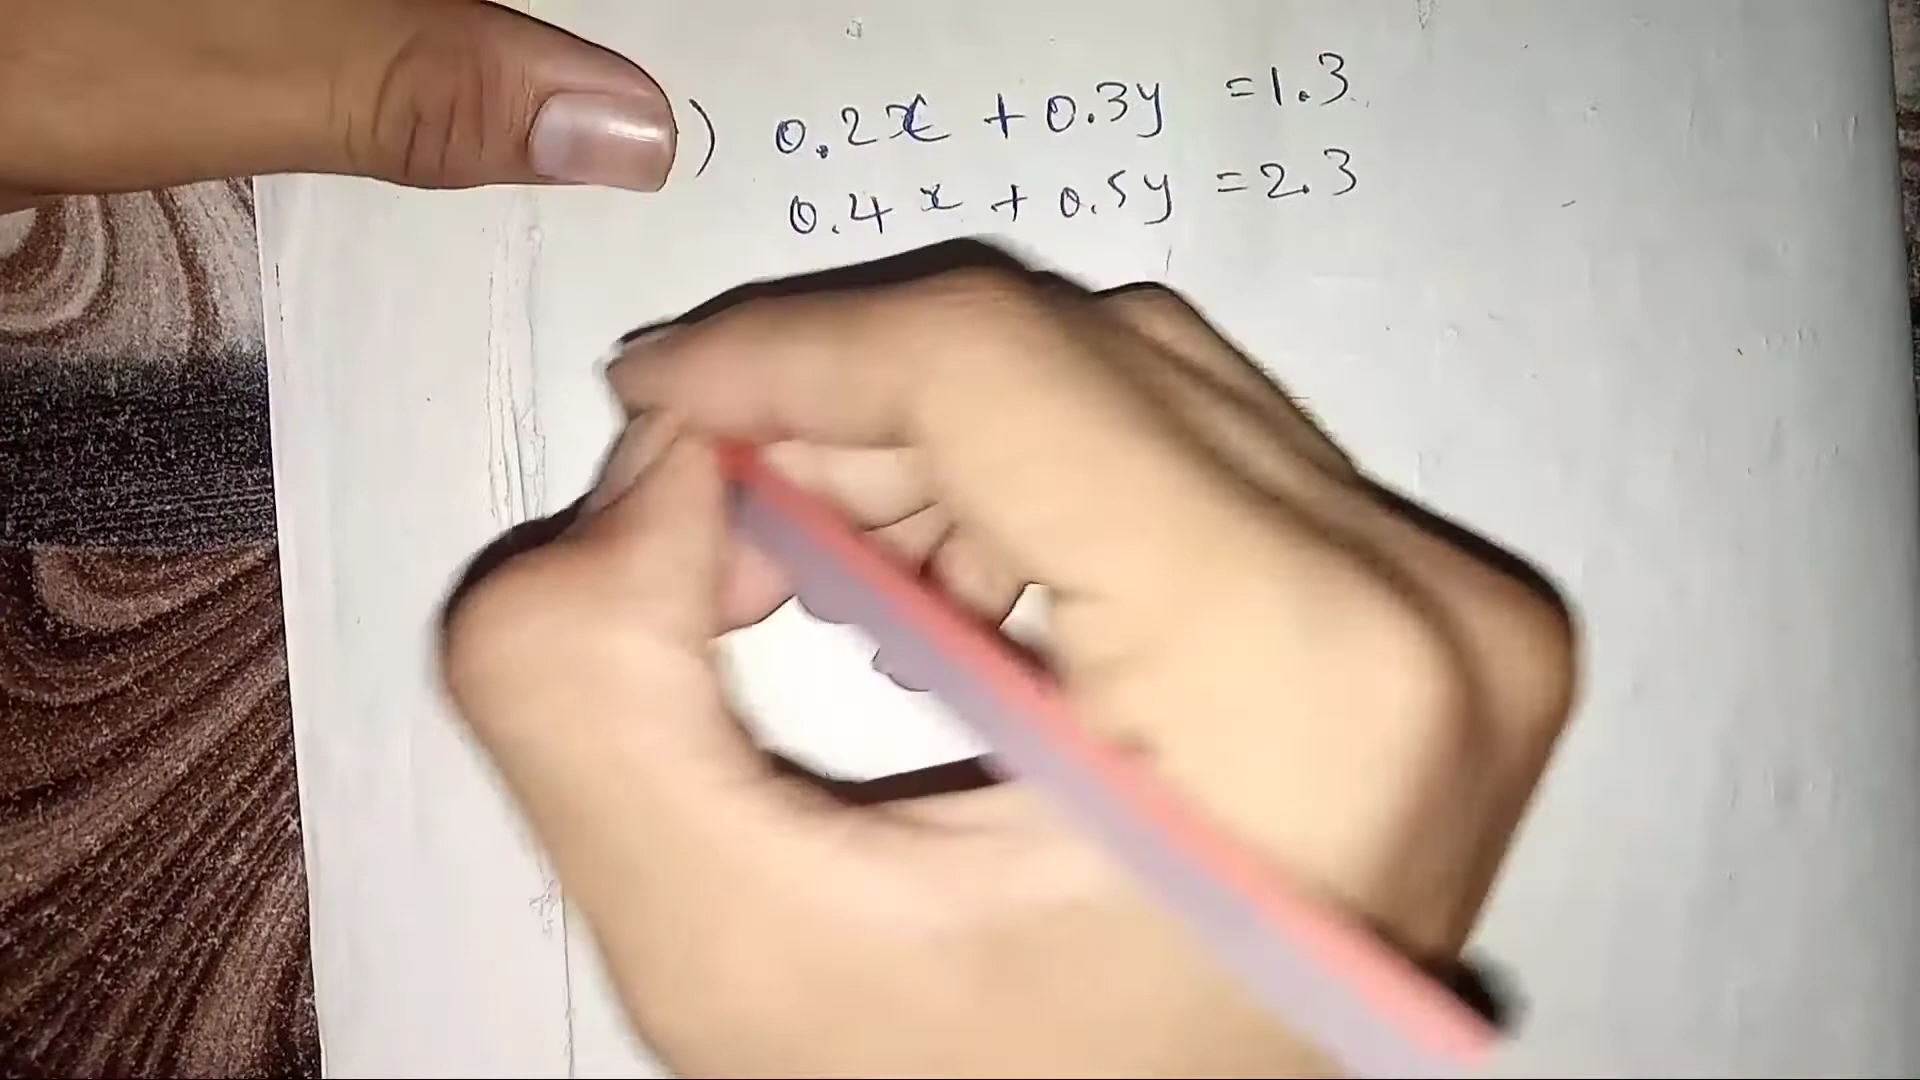 ) 0.2x + 0.3y = 1.3
0.4x + 0.5y = 2.3